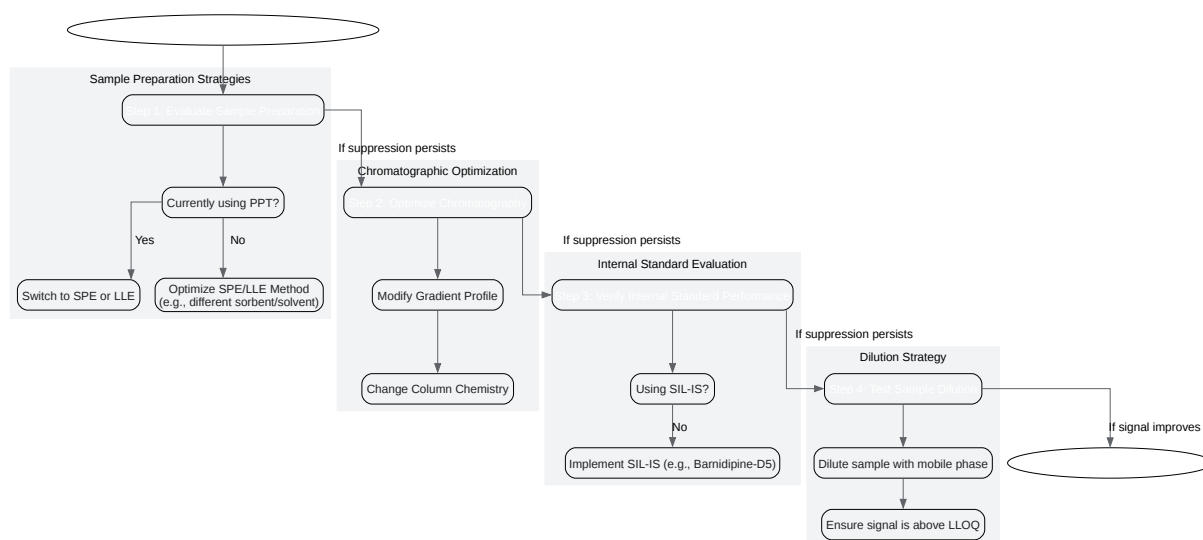 Sample Preparation Strategies
Step 1: Evaluate Sample Preparation
If suppression persists
Chromatographic Optimization
Currently using PPT?
Step 2: Optimize Chromatography
Yes
No
If suppression persists
Internal Standard Evaluation
Switch to SPE or LLE
Optimize SPE/LLE Method
(e.g., different sorbent/solvent)
Modify Gradient Profile
Step 3: Verify Internal Standard Performance
If suppression persists
Dilution Strategy
Change Column Chemistry
Using SIL-IS?
Step 4: Test Sample Dilution
No
If signal improves
Implement SIL-IS (e.g., Barnidipine-D5)
Dilute sample with mobile phase
Ensure signal is above LLOQ